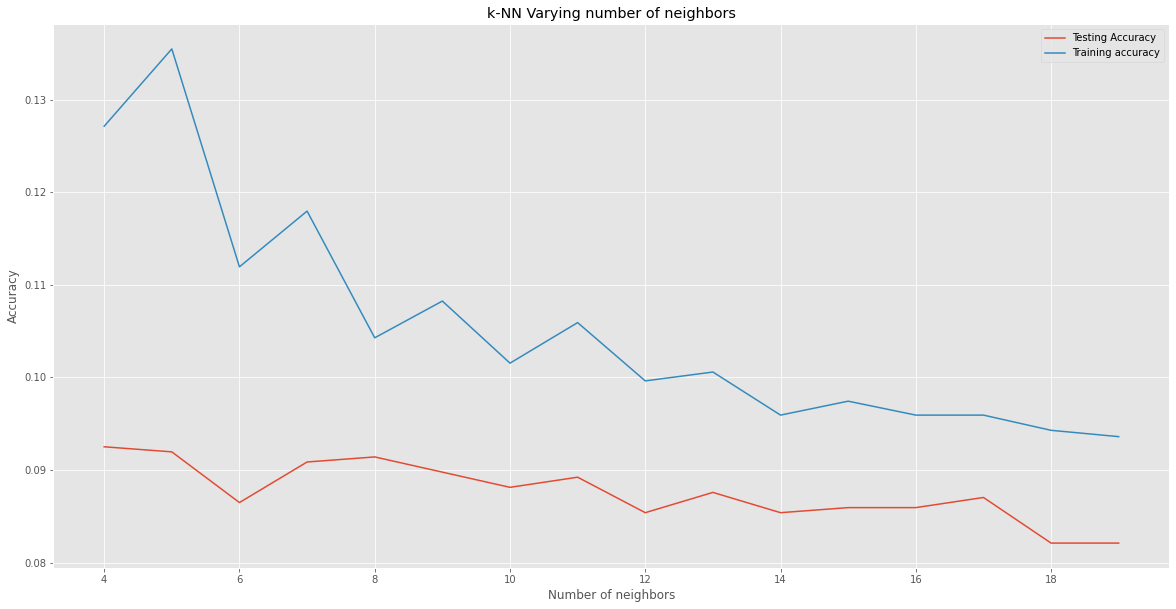 k-NN Varying number of neighbors
Testing Accuracy
Training accuracy
0.13
0.12
0.11
0.10
0.09
0.08
Accuracy
4 6 8 10 12 14 16 18
Number of neighbors